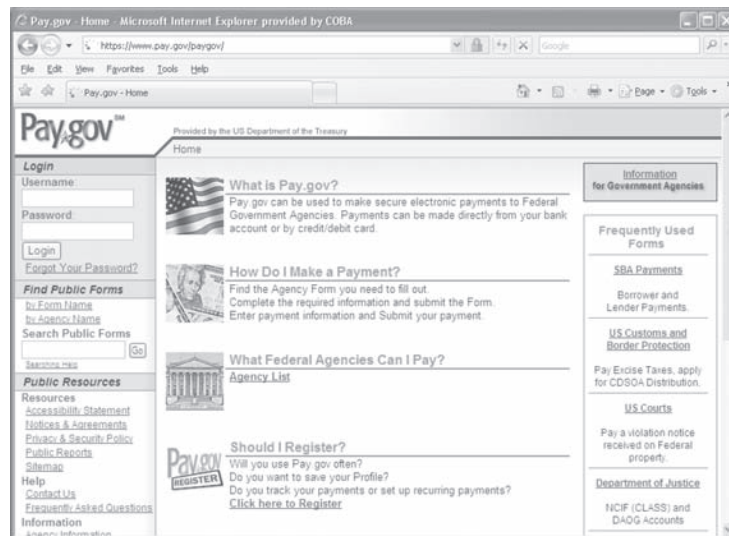 Pay.gov - Home - Microsoft Internet Explorer provided by COBA
https://www.pay.gov/paygov/
Google
File Edit View Favorites Tools Help
Pay.gov - Home
Page Tools
Pay.gov SM
Provided by the US Department of the Treasury
Home
Login
Username:
Password:
Login
Forgot Your Password?
Find Public Forms
by Form Name
by Agency Name
Search Public Forms
Go
Searching Help
Public Resources
Resources
Accessibility Statement
Notices & Agreements
Privacy & Security Policy
Public Reports
Sitemap
Help
Contact Us
Frequently Asked Questions
Information
Agency Information
What is Pay.gov?
Pay.gov can be used to make secure electronic payments to Federal
Government Agencies. Payments can be made directly from your bank
account or by credit/debit card.
How Do I Make a Payment?
Find the Agency Form you need to fill out.
Complete the required information and submit the Form.
Enter payment information and Submit your payment.
What Federal Agencies Can I Pay?
Agency List
Pay.gov
REGISTER
Should I Register?
Will you use Pay.gov often?
Do you want to save your Profile?
Do you track your payments or set up recurring payments?
Click here to Register
Information
for Government Agencies
Frequently Used
Forms
SBA Payments
Borrower and
Lender Payments.
US Customs and
Border Protection
Pay Excise Taxes, apply
for CDSOA Distribution.
US Courts
Pay a violation notice
received on Federal
property.
Department of Justice
NCIF (CLASS) and
DAOG Accounts